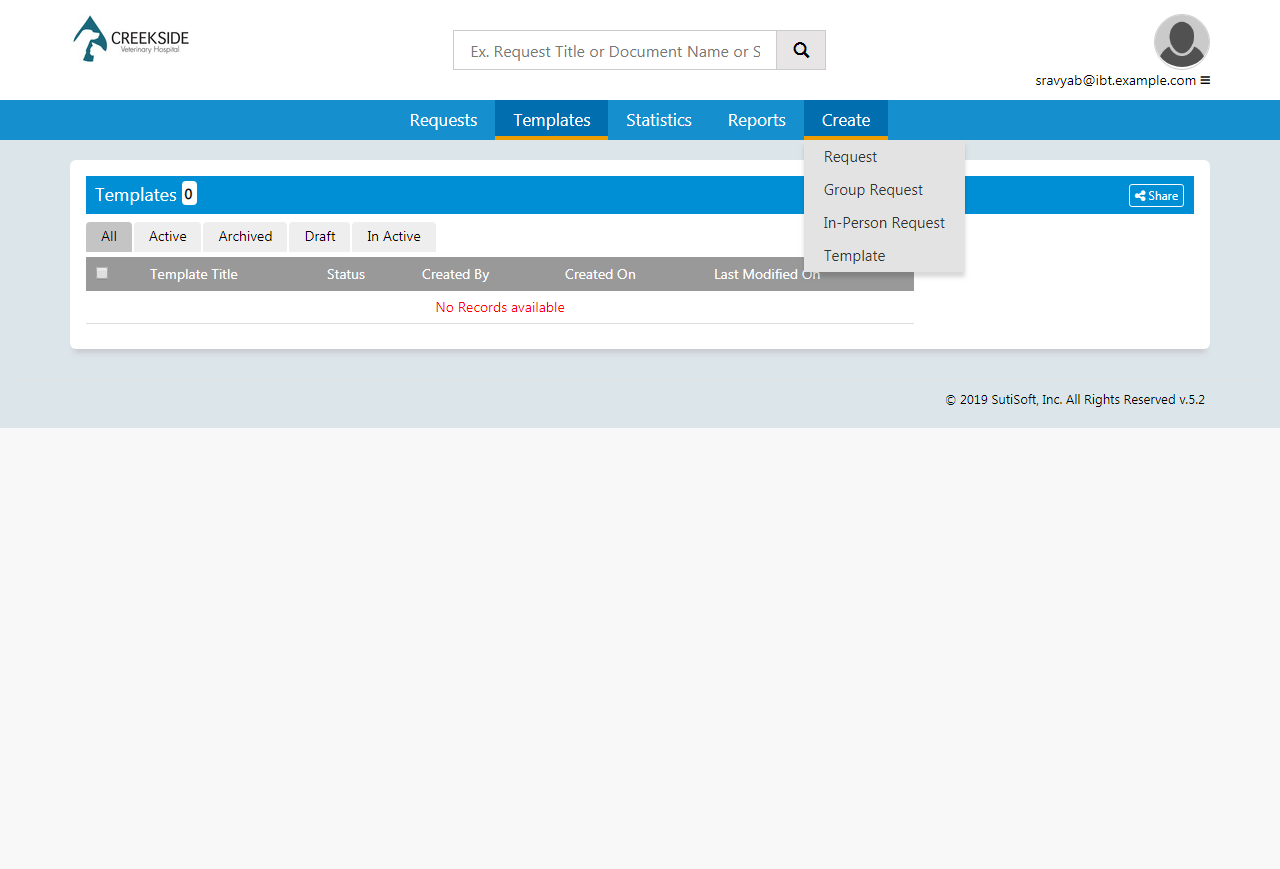 CREEKSIDE
Veterinary Hospital
Ex. Request Title or Document Name or S
sravyab@ibt.example.com
Requests Templates Statistics Reports Create
Request
Group Request
In-Person Request
Template
Templates 0
Share
All Active Archived Draft In Active
Template Title Status Created By Created On Last Modified On
No Records available
© 2019 SutiSoft, Inc. All Rights Reserved v.5.2